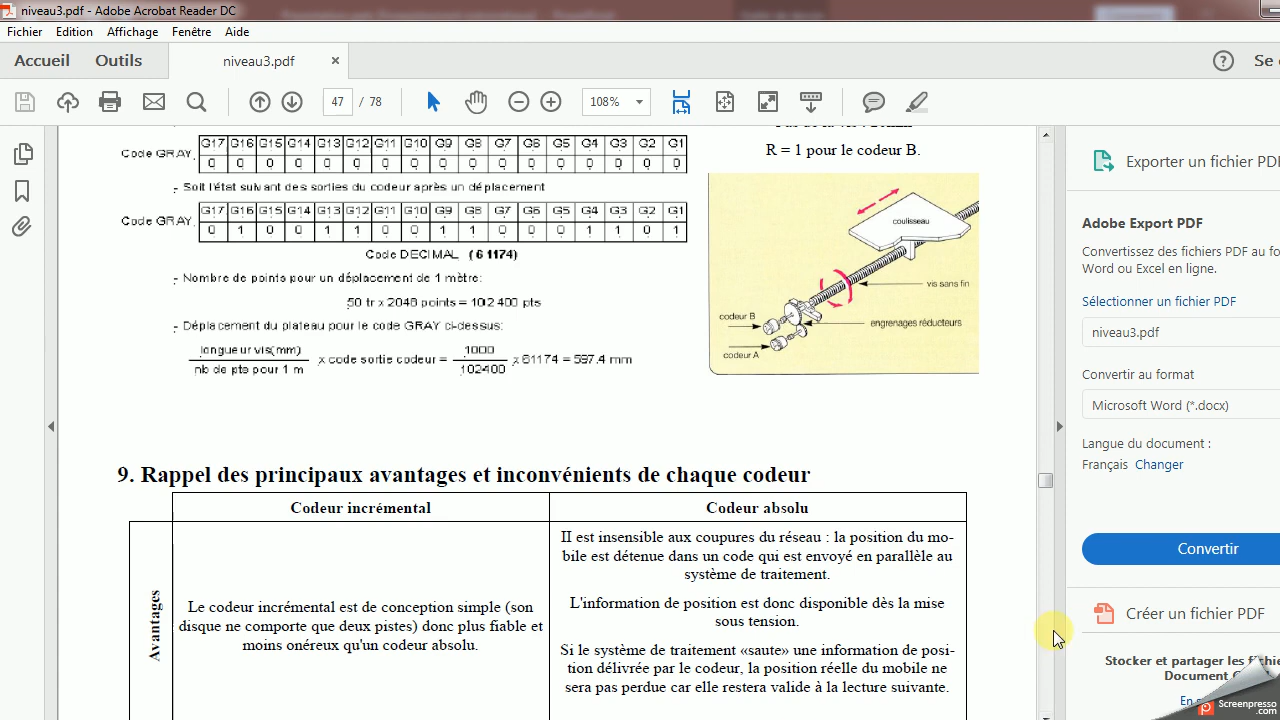 niveau3.pdf - Adobe Acrobat Reader DC
Fichier Edition Affichage Fenêtre Aide
Accueil Outils niveau3.pdf ×
? Se
47 / 78 108%
Code GRAY. G17 G16 G15 G14 G13 G12 G11 G10 G9 G8 G7 G6 G5 G4 G3 G2 G1
0 0 0 0 0 0 0 0 0 0 0 0 0 0 0 0 0
- Soit l'état suivant des sorties du codeur après un déplacement
Code GRAY. G17 G16 G15 G14 G13 G12 G11 G10 G9 G8 G7 G6 G5 G4 G3 G2 G1
0 1 0 0 1 1 0 0 1 1 0 0 0 1 1 0 1
Code DECIMAL (61174)
- Nombre de points pour un déplacement de 1 mètre:
50 tr x 2048 points = 102 400 pts
- Déplacement du plateau pour le code GRAY ci-dessus:
longueur vis(mm)
nb de pts pour 1 m
x code sortie codeur =
1000
102400
x 61174 = 597.4 mm
R = 1 pour le codeur B.
coulisseau
vis sans fin
codeur B
engrenages réducteurs
codeur A
9. Rappel des principaux avantages et inconvénients de chaque codeur
Codeur incrémental Codeur absolu
Avantages
Le codeur incrémental est de conception simple (son
disque ne comporte que deux pistes) donc plus fiable et
moins onéreux qu'un codeur absolu.
II est insensible aux coupures du réseau : la position du mo-
bile est détenue dans un code qui est envoyé en parallèle au
système de traitement.
L'information de position est donc disponible dès la mise
sous tension.
Si le système de traitement «saute» une information de posi-
tion délivrée par le codeur, la position réelle du mobile ne
sera pas perdue car elle restera valide à la lecture suivante.
Exporter un fichier PDF
Adobe Export PDF
Convertissez des fichiers PDF au fo
Word ou Excel en ligne.
Sélectionner un fichier PDF
niveau3.pdf
Convertir au format
Microsoft Word (*.docx)
Langue du document :
Français Changer
Convertir
Créer un fichier PDF
Stocker et partager les fichie
Document
En
Screenpresso
.com